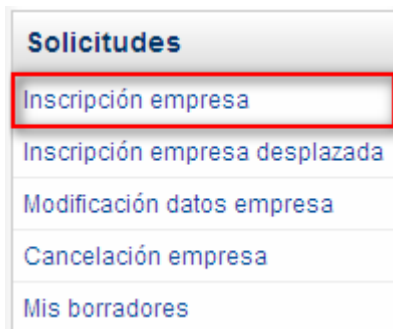 Solicitudes
Inscripción empresa
Inscripción empresa desplazada
Modificación datos empresa
Cancelación empresa
Mis borradores